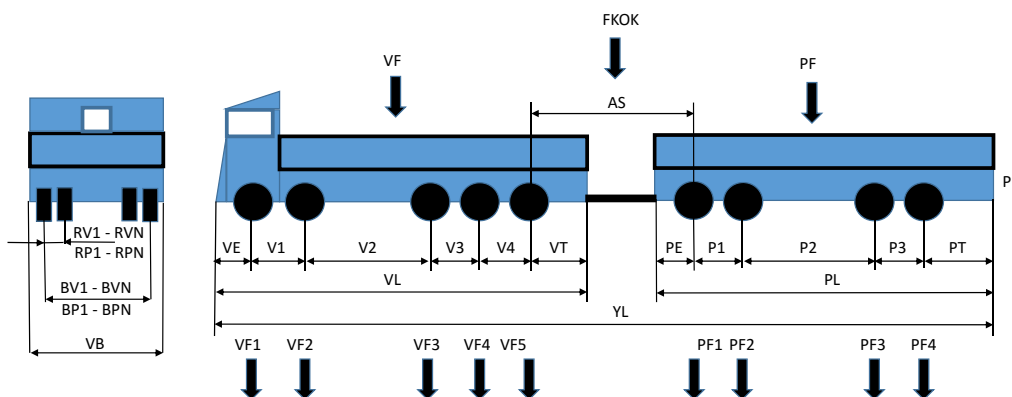 FKOK
VF
PF
AS
P
RV1 - RVN
RP1 - RPN
VE V1 V2 V3 V4 VT PE P1 P2 P3 PT
BV1 - BVN
BP1 - BPN
VL PL
YL
VB
VF1 VF2 VF3 VF4 VF5 PF1 PF2 PF3 PF4